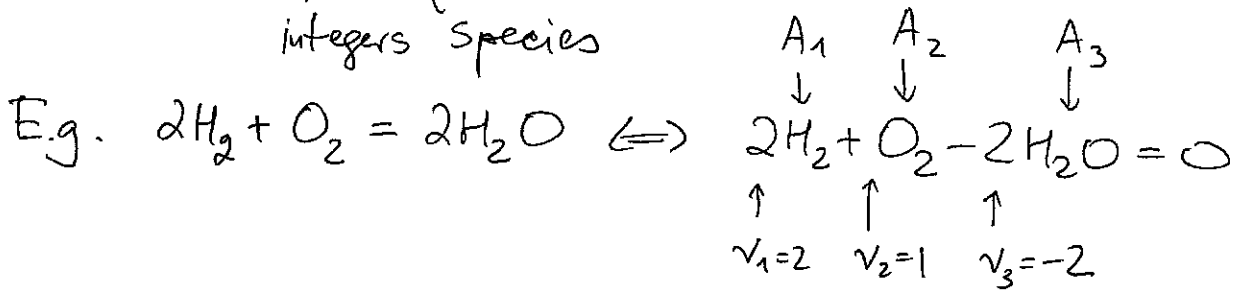 integers species
A₁ A₂ A₃
↓ ↓ ↓
E.g. 2H₂ + O₂ = 2H₂O ⇔ 2H₂ + O₂ - 2H₂O = 0
↑ ↑ ↑
ν₁=2 ν₂=1 ν₃=-2